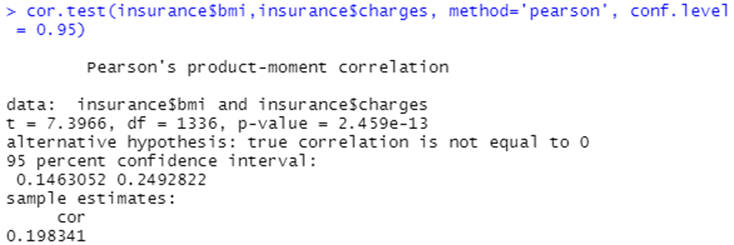 > cor.test(insurance$bmi,insurance$charges, method='pearson', conf.level
 = 0.95)
Pearson's product-moment correlation
data:  insurance$bmi and insurance$charges
t = 7.3966, df = 1336, p-value = 2.459e-13
alternative hypothesis: true correlation is not equal to 0
95 percent confidence interval:
 0.1463052 0.2492822
sample estimates:
cor
0.198341